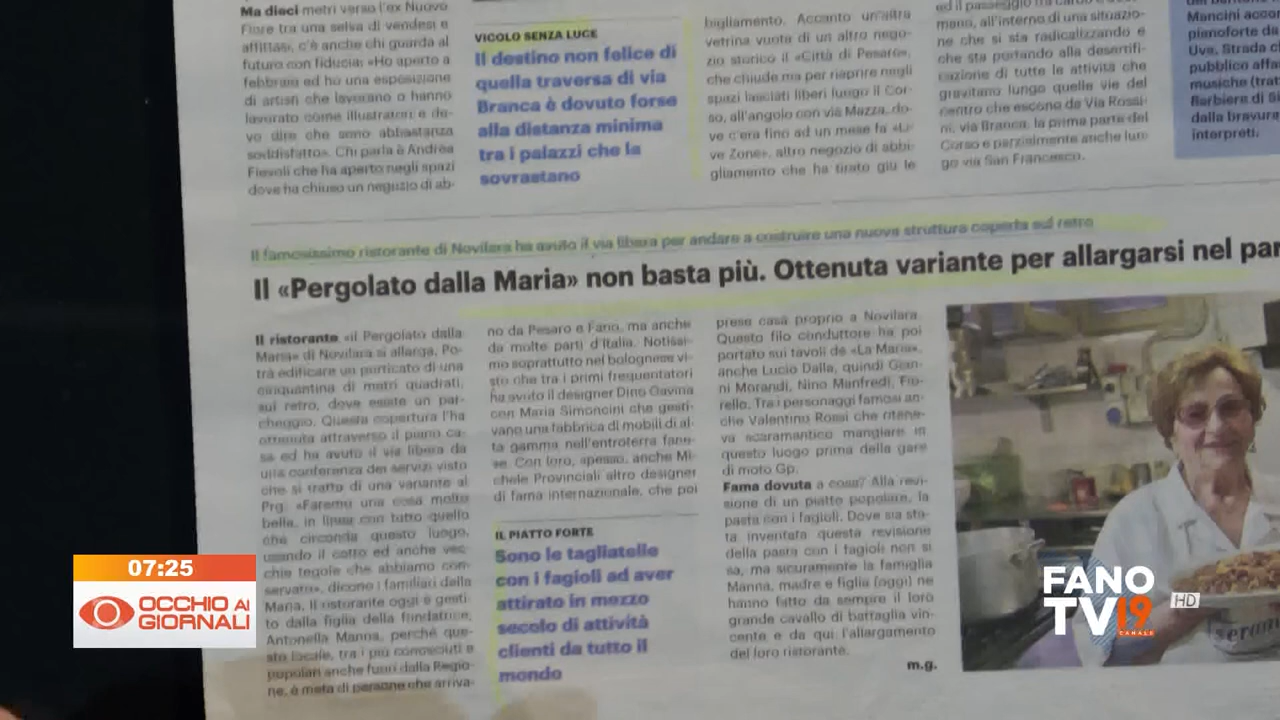 Ma dieci metri verso l'ex Nuovo
Fiore tra una selva di vendesi e
affittasi, c'è anche chi guarda al
futuro con fiducia: «Ho aperto a
febbraio ed ho una esposizione
di artisti che lavorano o hanno
lavorato come illustratori e de-
vo dire che sono abbastanza
soddisfatto». Chi parla è Andrea
Fievoli che ha aperto negli spazi
dove ha chiuso un negozio di ab-
VICOLO SENZA LUCE
Il destino non felice di
quella traversa di via
Branca è dovuto forse
alla distanza minima
tra i palazzi che la
sovrastano
bigliamento. Accanto un'altra
vetrina vuota di un altro nego-
zio storico il «Città di Pesaro»,
che chiude ma per riaprire negli
spazi lasciati liberi luogo il Cor-
so, all'angolo con via Mazza, do-
ve c'era fino ad un mese fa «Li-
ve Zone», altro negozio di abbi-
gliamento che ha tirato giù le
mano, all'interno di una situazio-
ne che si sta radicalizzando e
che sta portando alla desertifi-
cazione di tutte le attività che
gravitano lungo quelle vie del
centro che escono da Via Rossi-
ni, via Branca, la prima parte del
Corso e parzialmente anche lun-
go via San Francesco.
Mancini
pianoforte da
Uva. Strada
pubblico
musiche
Barbiere di
dalla bravura
interpreti.
Il famosissimo ristorante di Novilara ha avuto il via libera per andare a costruire una nuova struttura coperta sul retro
Il «Pergolato dalla Maria» non basta più. Ottenuta variante per allargarsi nel
Il ristorante «Il Pergolato dalla
Maria» di Novilara si allarga. Po-
trà edificare un porticato di una
cinquantina di metri quadrati,
sul retro, dove esiste un par-
cheggio. Questa copertura l'ha
ottenuta attraverso il piano ca-
sa ed ha avuto il via libera da
una conferenza dei servizi visto
che si tratta di una variante al
Prg. «Faremo una cosa molto
bella, in linea con tutto quello
che circonda questo luogo,
usando il cotto ed anche vec-
chie tegole che abbiamo con-
servato», dicono i familiari della
Maria. Il ristorante oggi è gesti-
to dalla figlia della fondatrice,
Antonella Manna, perché que-
sto locale, tra i più conosciuti e
popolari anche fuori dalla Regio-
ne, è meta di persone che arriva-
no da Pesaro e Fano, ma anche
da molte parti d'Italia. Notissi-
mo soprattutto nel bolognese vi-
sto che tra i primi frequentatori
ha avuto il designer Dino Gavina
con Maria Simoncini che gesti-
vano una fabbrica di mobili di al-
ta gamma nell'entroterra fane-
se. Con loro, spesso, anche Mi-
chele Provinciali altro designer
di fama internazionale, che poi
IL PIATTO FORTE
Sono le tagliatelle
con i fagioli ad aver
attirato in mezzo
secolo di attività
clienti da tutto il
mondo
prese casa proprio a Novilara.
Questo filo conduttore ha poi
portato sui tavoli de «La Maria»,
anche Lucio Dalla, quindi Gian-
ni Morandi, Nino Manfredi, Fio-
rello. Tra i personaggi famosi an-
che Valentino Rossi che ritene-
va scaramantico mangiare in
questo luogo prima della gare
di moto Gp.
Fama dovuta a cosa? Alla revi-
sione di un piatto popolare, la
pasta con i fagioli. Dove sia sta-
ta inventata questa revisione
della pasta con i fagioli non si
sa, ma sicuramente la famiglia
Manna, madre e figlia (oggi) ne
hanno fatto da sempre il loro
grande cavallo di battaglia vin-
cente e da qui l'allargamento
del loro ristorante.
m.g.
07:25
OCCHIO AI
GIORNALI
FANO
TV19
CANALE
HD